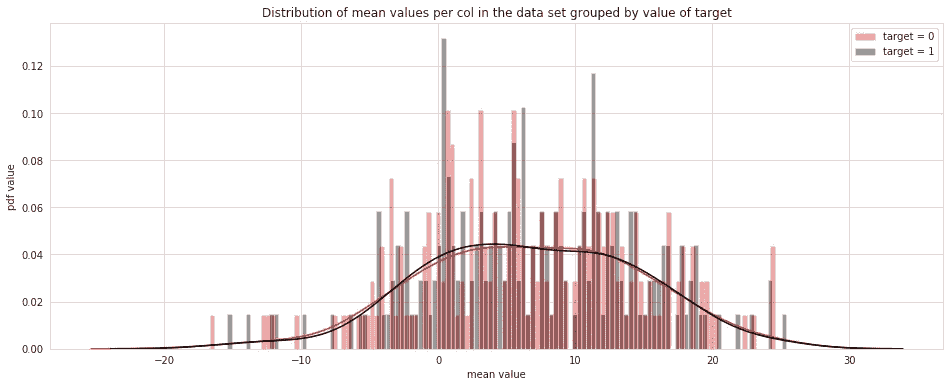 Distribution of mean values per col in the data set grouped by value of target
target = 0
target = 1
0.12
0.10
0.08
0.06
0.04
0.02
0.00
pdf value
−20
−10
0
10
20
30
mean value